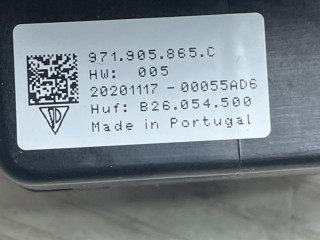 971.905.865.C
HW: 005
20201117 -00055AD6
Huf: B26.054.500
Made in Portugal